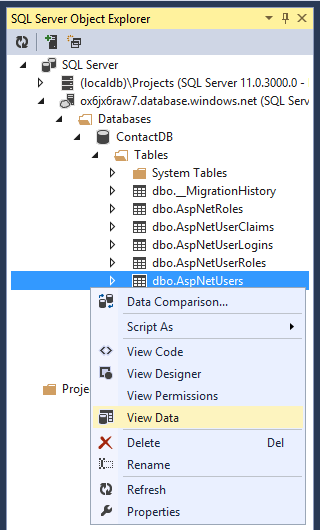 SQL Server Object Explorer
SQL Server
(localdb)\Projects (SQL Server 11.0.3000.0 -
ox6jx6raw7.database.windows.net (SQL Serv
Databases
ContactDB
Tables
System Tables
dbo.__MigrationHistory
dbo.AspNetRoles
dbo.AspNetUserClaims
dbo.AspNetUserLogins
dbo.AspNetUserRoles
dbo.AspNetUsers
Data Comparison...
Script As
View Code
View Designer
View Permissions
Proje
View Data
Delete Del
Rename
Refresh
Properties